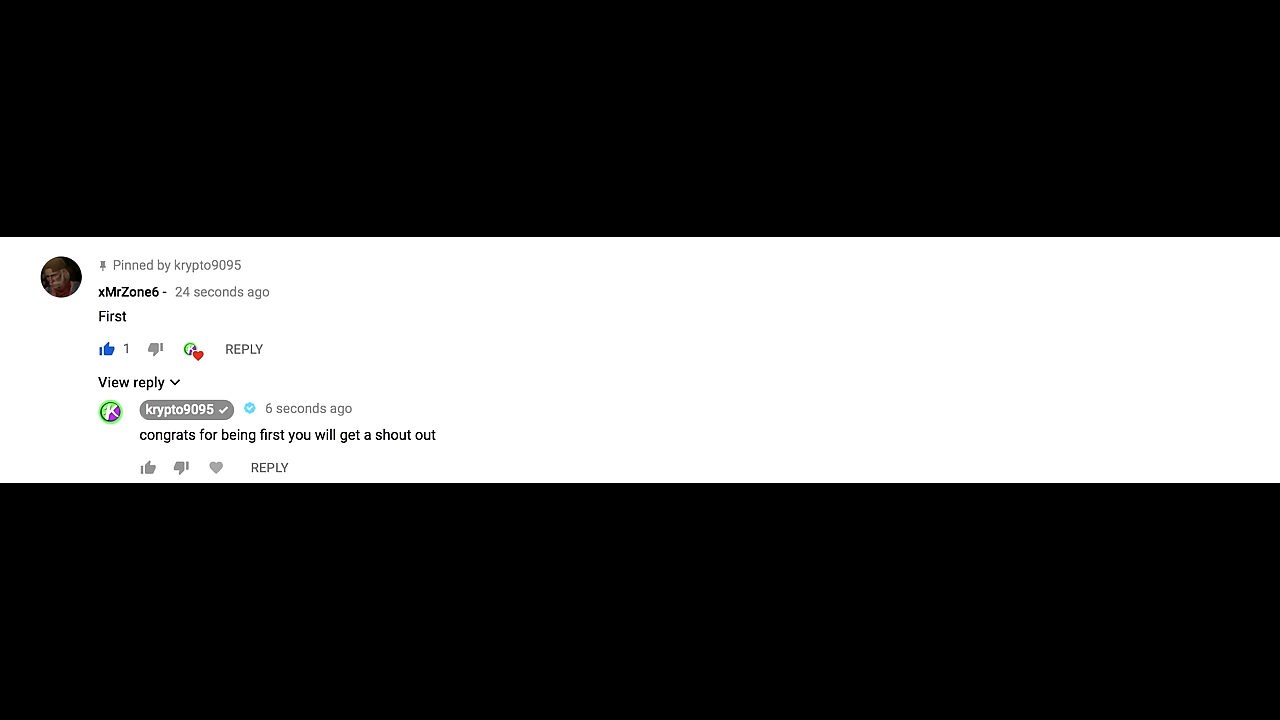 Pinned by krypto9095
xMrZone6 - 24 seconds ago
First
1 REPLY
View reply
krypto9095 6 seconds ago
congrats for being first you will get a shout out
REPLY